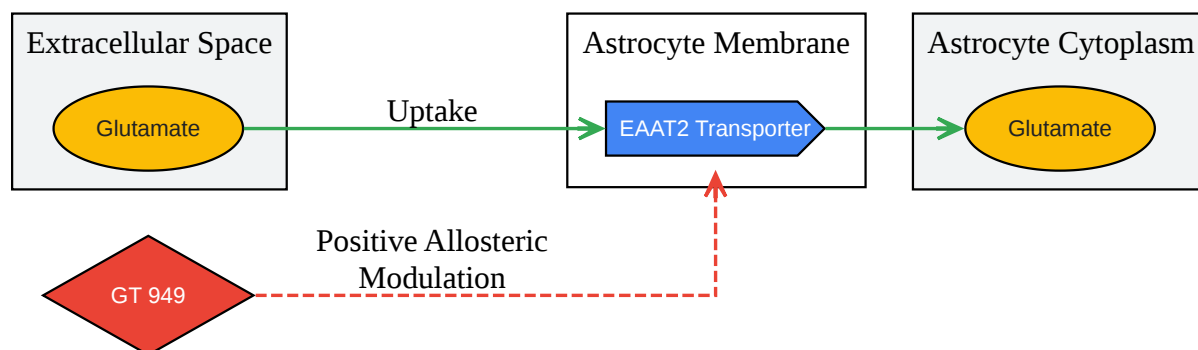 Extracellular Space
Astrocyte Membrane
Astrocyte Cytoplasm
Glutamate
Uptake
EAAT2 Transporter
Glutamate
Positive Allosteric
Modulation
GT 949